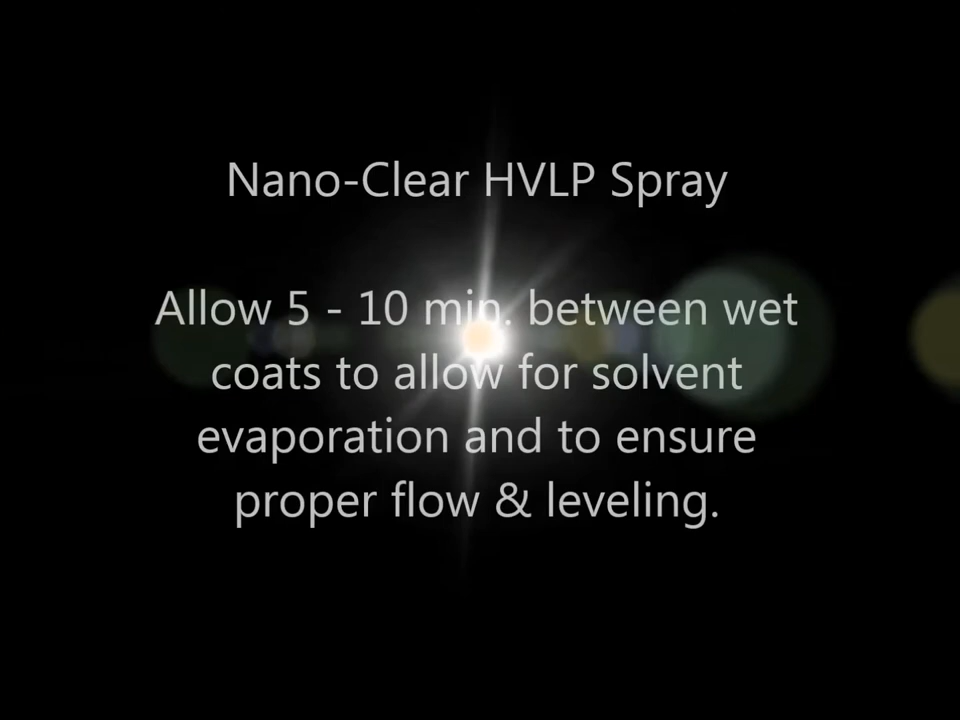 Nano-Clear HVLP Spray
Allow 5 - 10 min. between wet
coats to allow for solvent
evaporation and to ensure
proper flow & leveling.